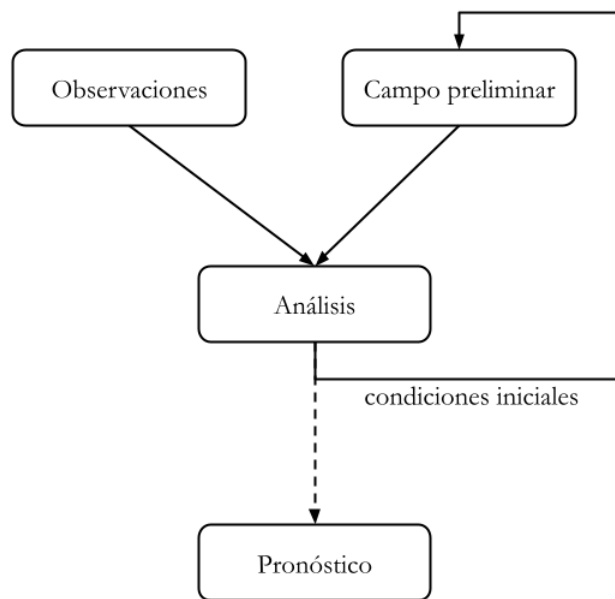 Observaciones
Campo preliminar
Análisis
condiciones iniciales
Pronóstico